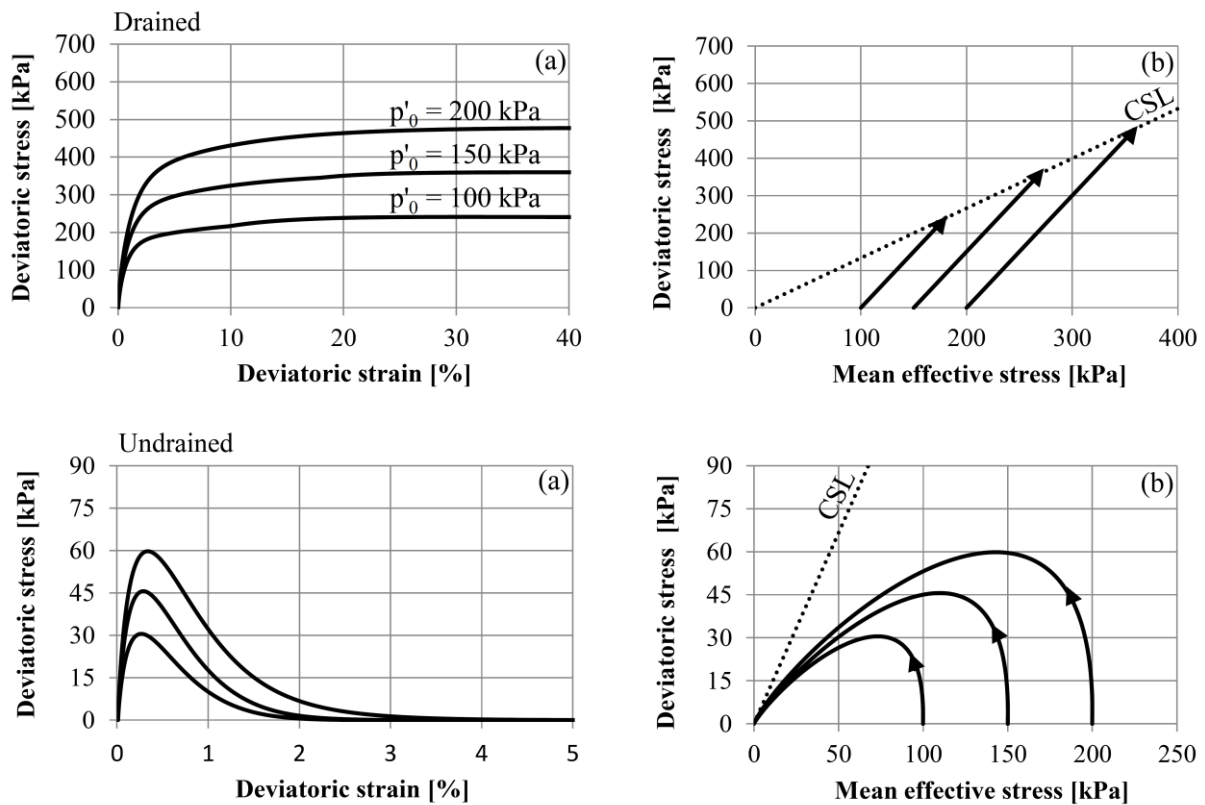 Drained
700
600
500
400
300
200
100
0
Deviatoric stress [kPa]
(a)
p'0 = 200 kPa
p'0 = 150 kPa
p'0 = 100 kPa
0 10 20 30 40
Deviatoric strain [%]
700
600
500
400
300
200
100
0
Deviatoric stress [kPa]
(b)
CSL
0 100 200 300 400
Mean effective stress [kPa]
Undrained
90
75
60
45
30
15
0
Deviatoric stress [kPa]
(a)
0 1 2 3 4 5
Deviatoric strain [%]
90
75
60
45
30
15
0
Deviatoric stress [kPa]
(b)
CSL
0 50 100 150 200 250
Mean effective stress [kPa]